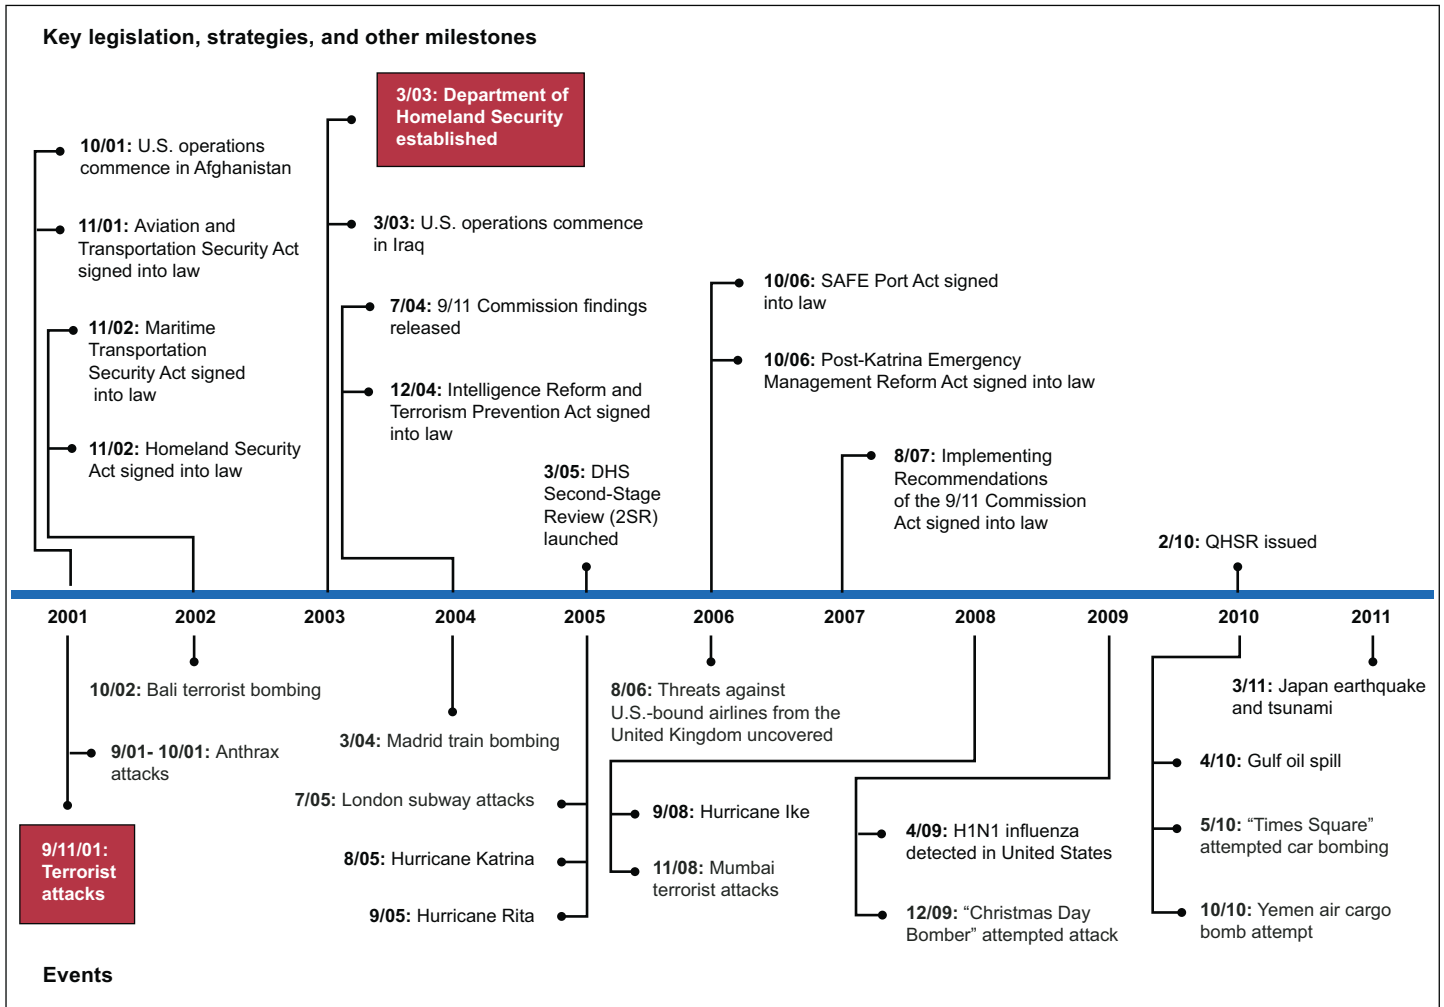 Key legislation, strategies, and other milestones
3/03: Department of
Homeland Security
established
10/01: U.S. operations
commence in Afghanistan
11/01: Aviation and
Transportation Security Act
signed into law
11/02: Maritime
Transportation
Security Act signed
into law
11/02: Homeland Security
Act signed into law
3/03: U.S. operations commence
in Iraq
7/04: 9/11 Commission findings
released
12/04: Intelligence Reform and
Terrorism Prevention Act signed
into law
3/05: DHS
Second-Stage
Review (2SR)
launched
10/06: SAFE Port Act signed
into law
10/06: Post-Katrina Emergency
Management Reform Act signed into law
8/07: Implementing
Recommendations
of the 9/11 Commission
Act signed into law
2/10: QHSR issued
2001 2002 2003 2004 2005 2006 2007 2008 2009 2010 2011
10/02: Bali terrorist bombing
9/01- 10/01: Anthrax
attacks
9/11/01:
Terrorist
attacks
3/04: Madrid train bombing
7/05: London subway attacks
8/05: Hurricane Katrina
9/05: Hurricane Rita
8/06: Threats against
U.S.-bound airlines from the
United Kingdom uncovered
9/08: Hurricane Ike
11/08: Mumbai
terrorist attacks
4/09: H1N1 influenza
detected in United States
12/09: “Christmas Day
Bomber” attempted attack
3/11: Japan earthquake
and tsunami
4/10: Gulf oil spill
5/10: “Times Square”
attempted car bombing
10/10: Yemen air cargo
bomb attempt
Events